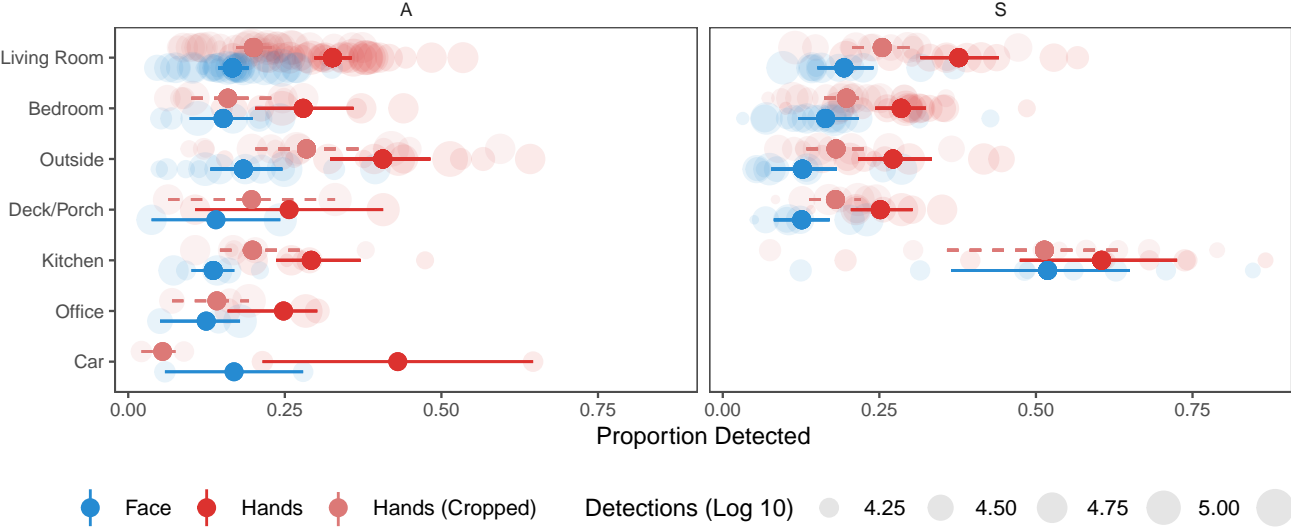 A S
Living Room
Bedroom
Outside
Deck/Porch
Kitchen
Office
Car
0.00 0.25 0.50 0.75 0.00 0.25 0.50 0.75
Proportion Detected
Face Hands Hands (Cropped) Detections (Log 10) 4.25 4.50 4.75 5.00